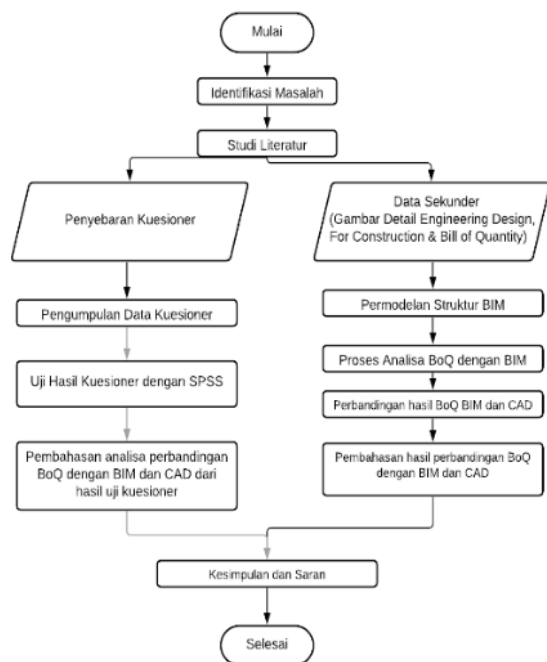 Mulai
Identifikasi Masalah
Studi Literatur
Penyebaran Kuesioner
Pengumpulan Data Kuesioner
Uji Hasil Kuesioner dengan SPSS
Pembahasan analisa perbandingan
BoQ dengan BIM dan CAD dari
hasil uji kuesioner
Data Sekunder
(Gambar Detail Engineering Design,
For Construction & Bill of Quantity)
Permodelan Struktur BIM
Proses Analisa BoQ dengan BIM
Perbandingan hasil BoQ BIM dan CAD
Pembahasan hasil perbandingan BoQ
dengan BIM dan CAD
Kesimpulan dan Saran
Selesai